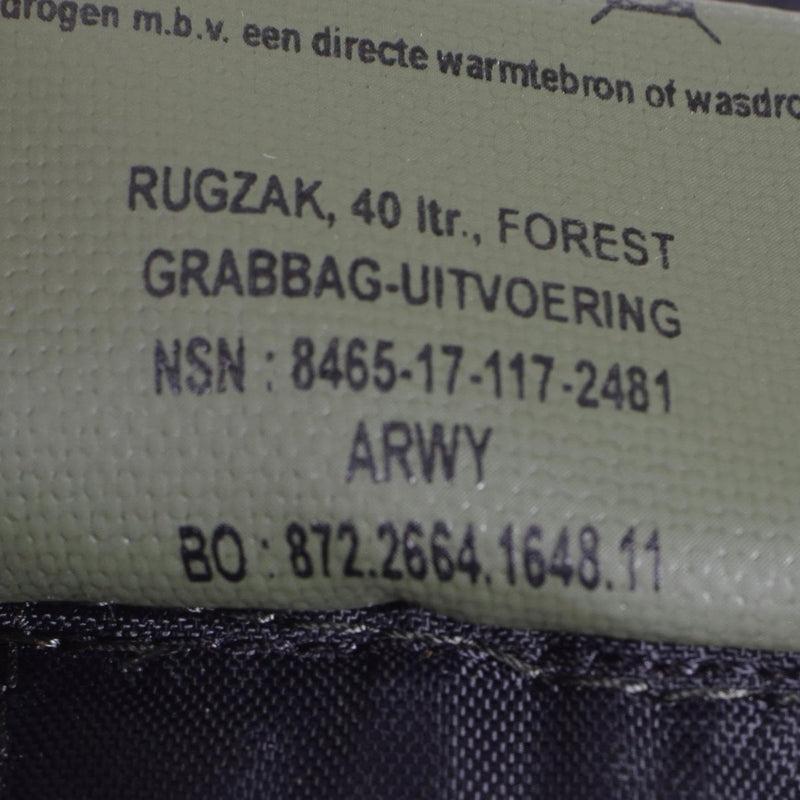 drogen m.b.v. een directe warmtebron of
RUGZAK, 40 ltr., FOREST
GRABBAG-UITVOERING
NSN : 8465-17-117-2481
ARWY
BO : 872.2664.1648.11